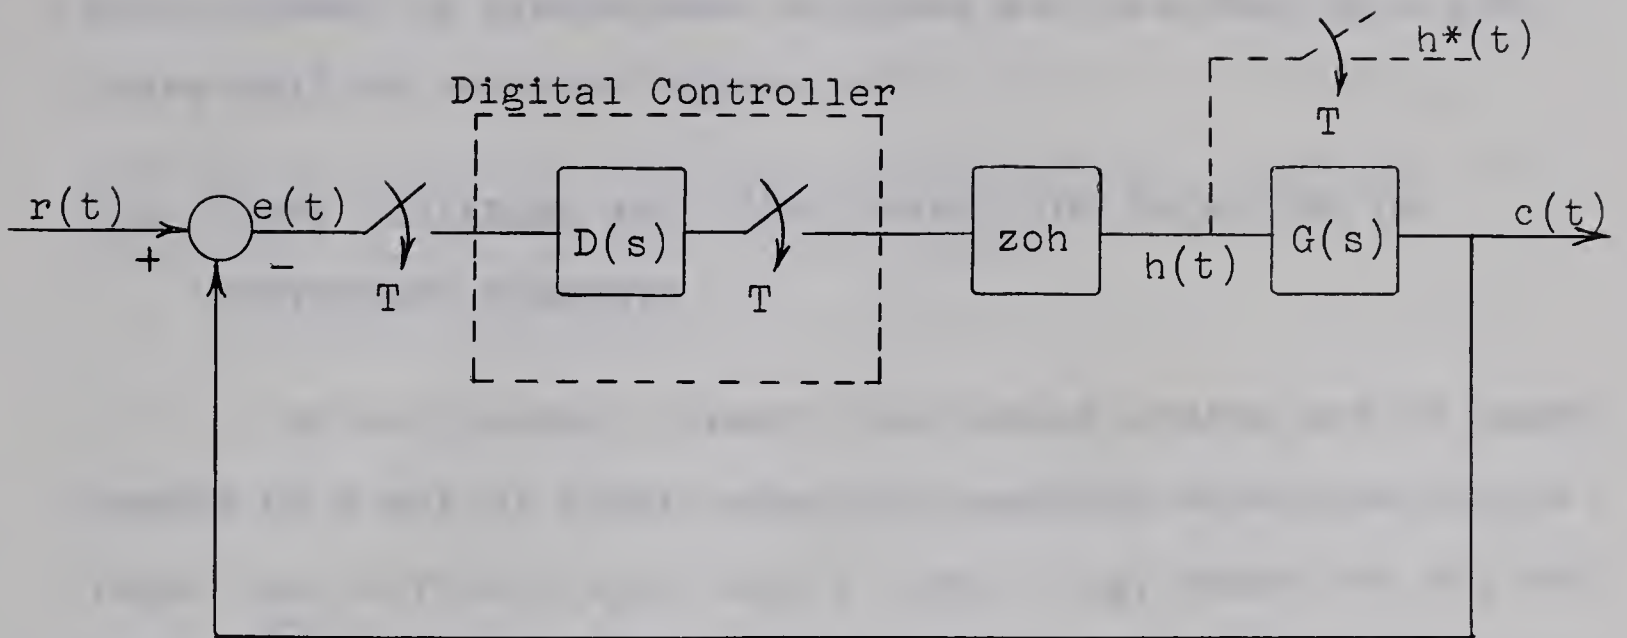 h*(t)
T
Digital Controller
r(t)
+
e(t)
-
T
D(s)
T
zoh
h(t)
G(s)
c(t)